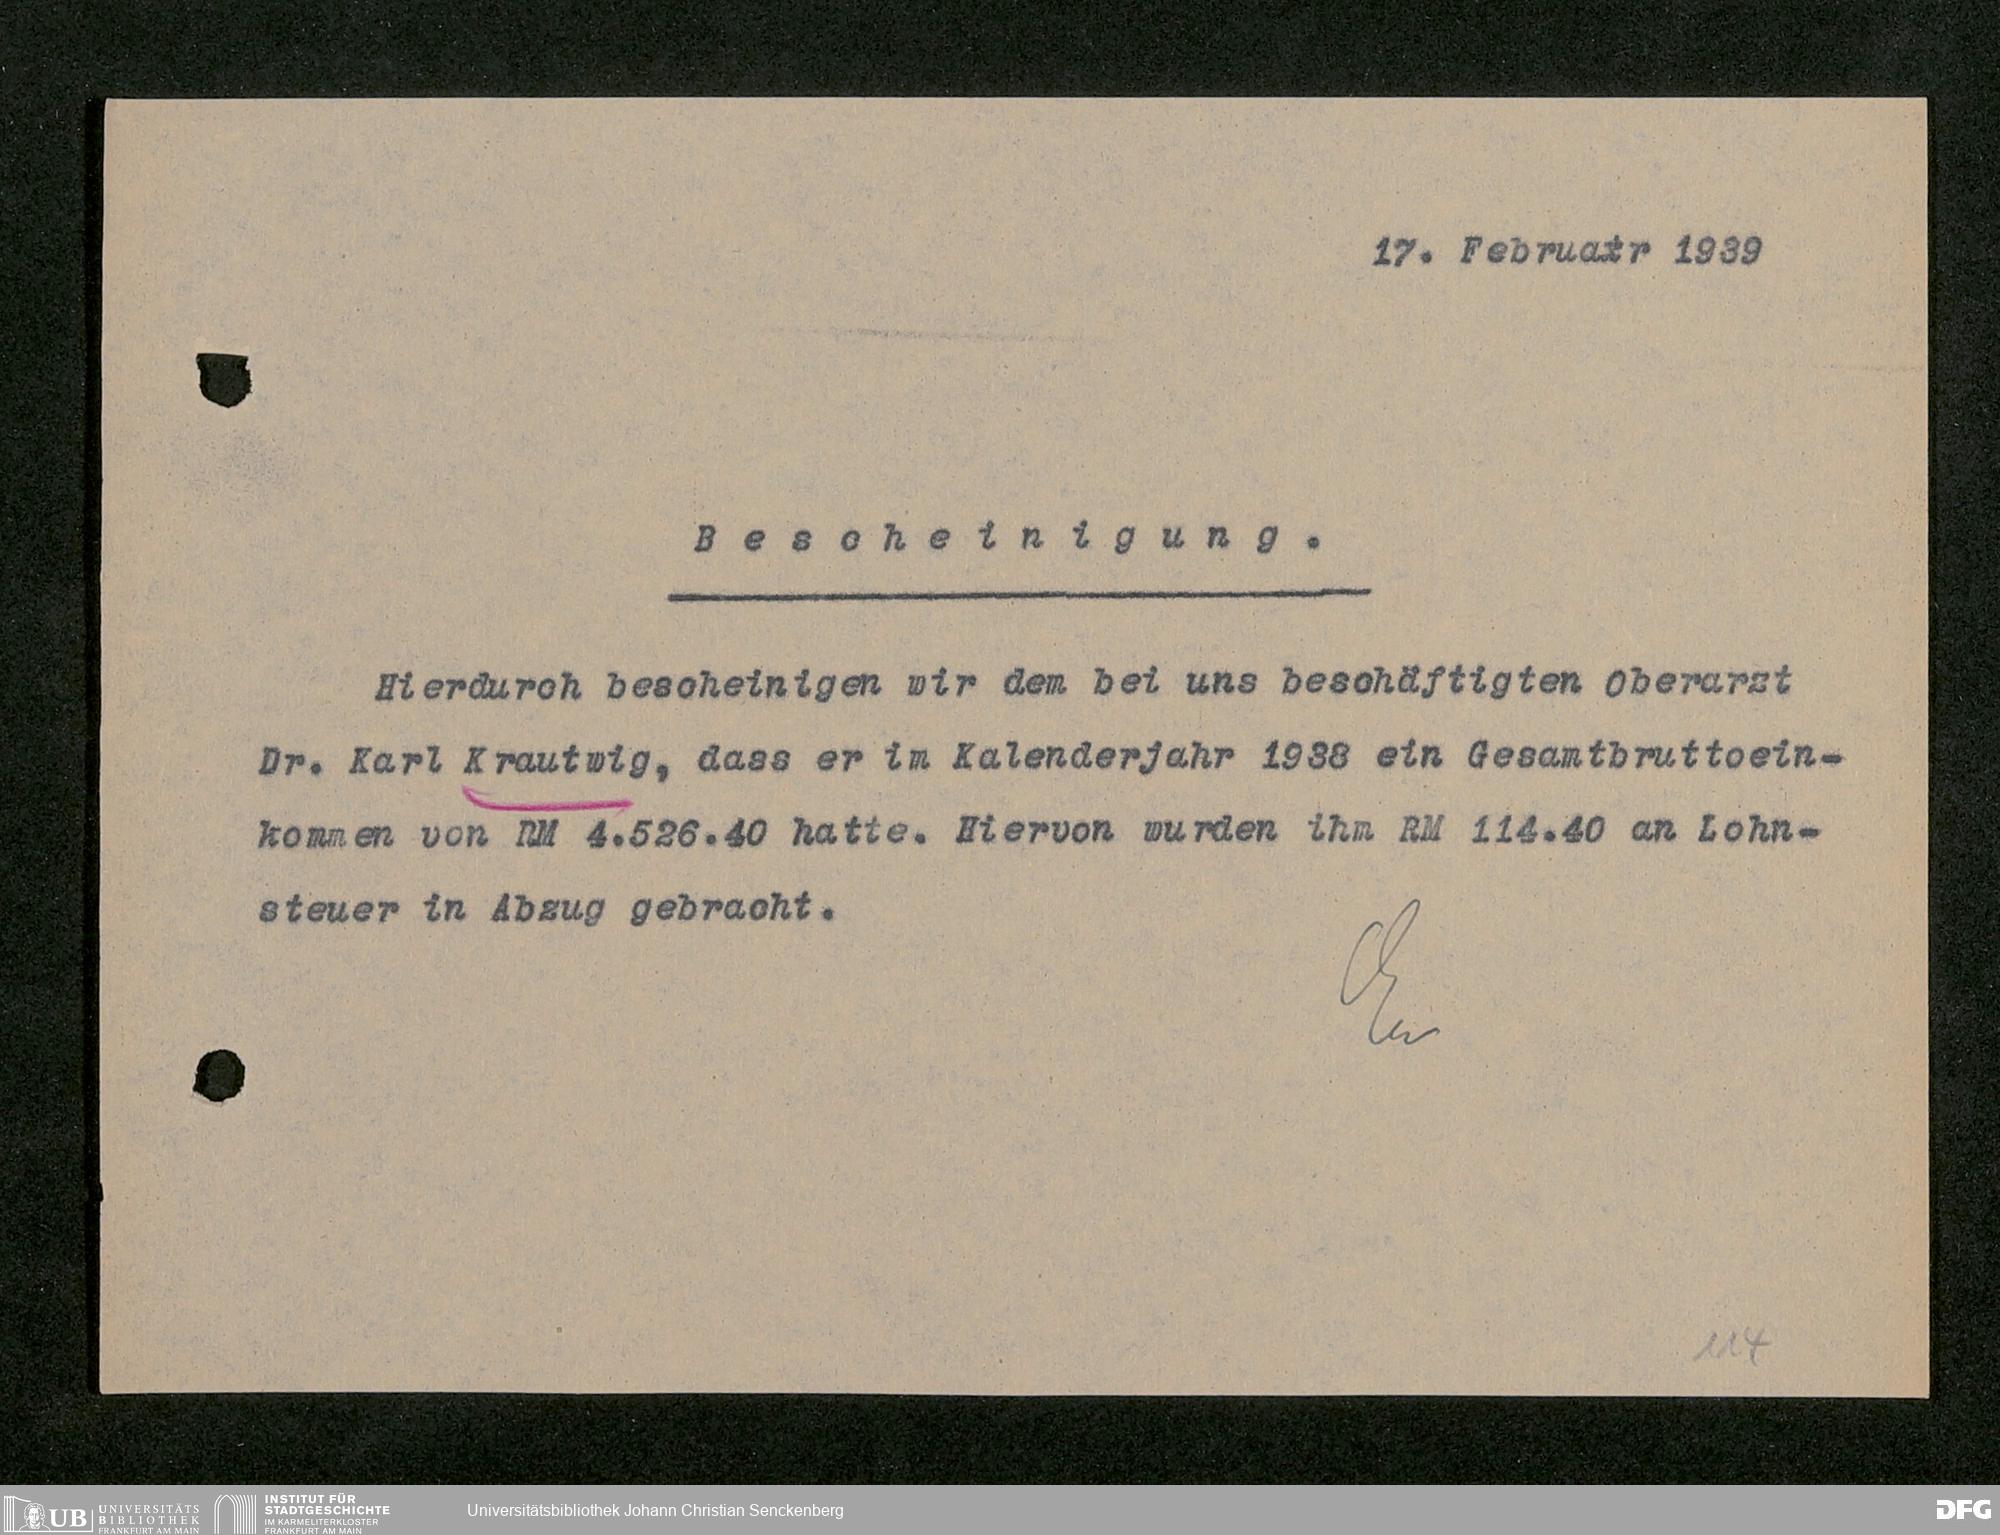 17. Februar 1939
Bescheinigung.
Hierdurch bescheinigen wir dem bei uns beschäftigten Oberarzt
Dr. Karl Krautwig, dass er im Kalenderjahr 1938 ein Gesamtbruttoein-
kommen von RM 4.526.40 hatte. Hiervon wurden ihm RM 114.40 an Lohn-
steuer in Abzug gebracht.
114
UB UNIVERSITÄTS
BIBLIOTHEK
FRANKFURT AM MAIN
INSTITUT FÜR
STADTGESCHICHTE
IM KARMELITERKLOSTER
FRANKFURT AM MAIN
Universitätsbibliothek Johann Christian Senckenberg
DFG